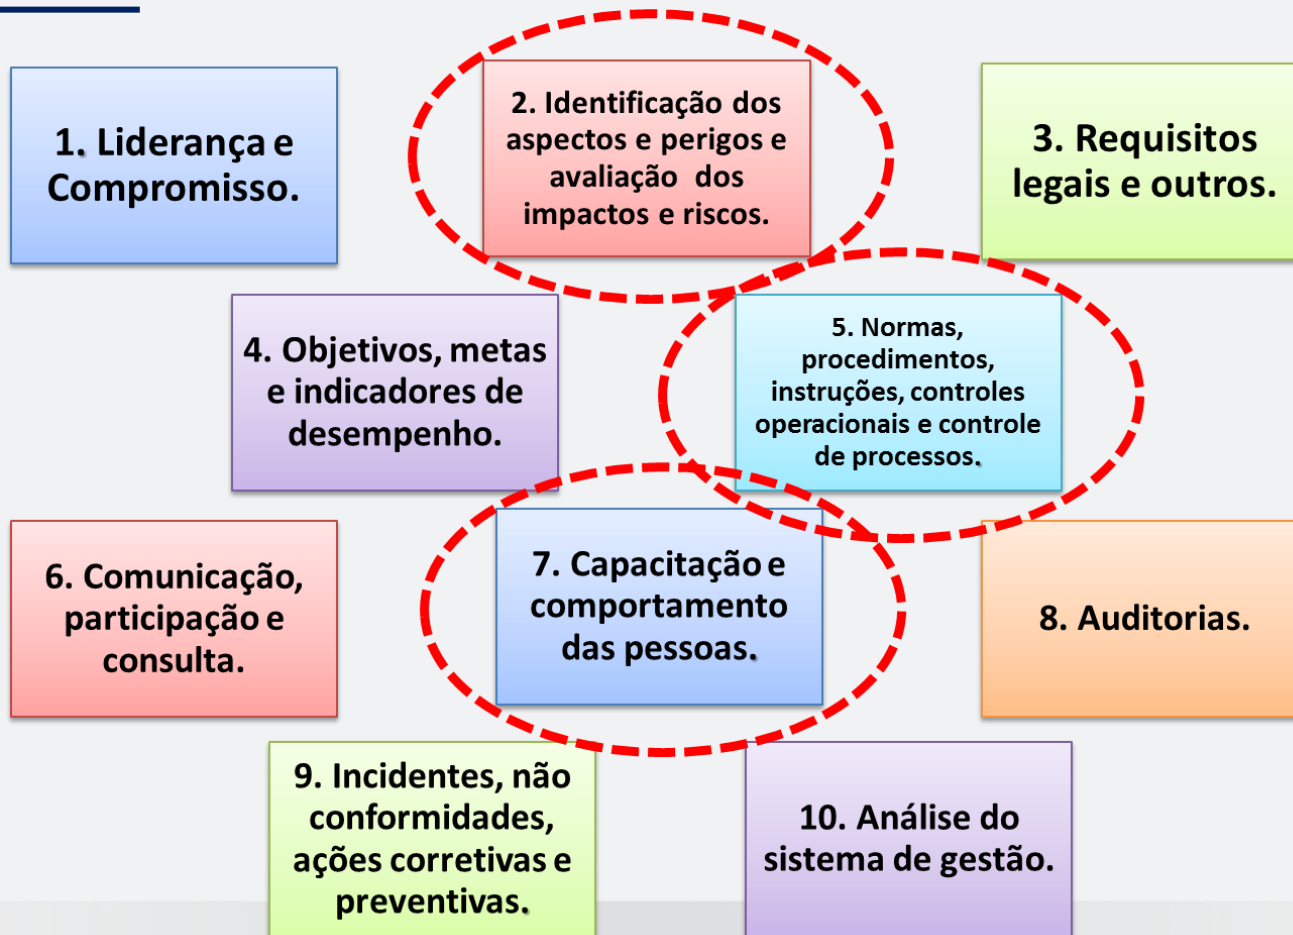 1. Liderança e
Compromisso.
2. Identificação dos
aspectos e perigos e
avaliação dos
impactos e riscos.
3. Requisitos
legais e outros.
4. Objetivos, metas
e indicadores de
desempenho.
5. Normas,
procedimentos,
instruções, controles
operacionais e controle
de processos.
6. Comunicação,
participação e
consulta.
7. Capacitação e
comportamento
das pessoas.
8. Auditorias.
9. Incidentes, não
conformidades,
ações corretivas e
preventivas.
10. Análise do
sistema de gestão.